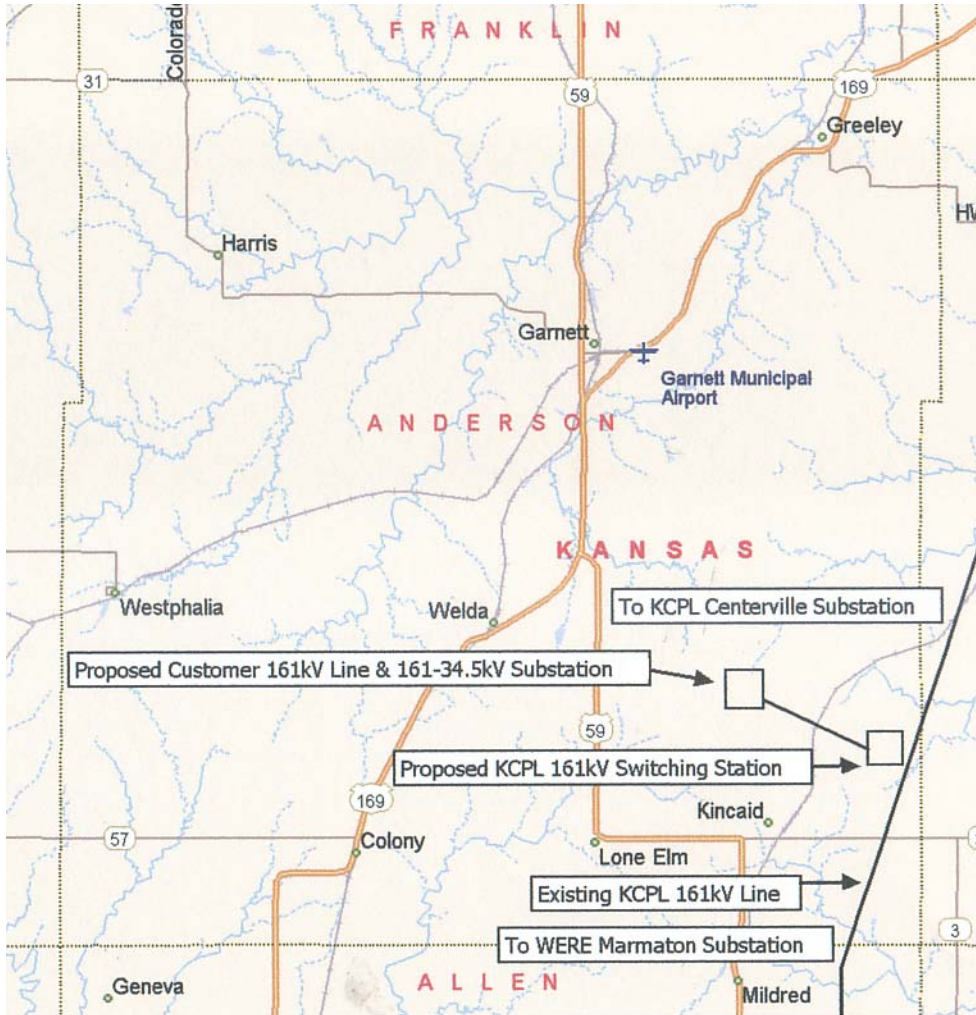 FRANKLIN
Colorado
31
59
169
Greeley
HW
Harris
Garnett
Garnett Municipal
Airport
ANDERSON
KANSAS
To KCPL Centerville Substation
Westphalia
Welda
Proposed Customer 161kV Line & 161-34.5kV Substation
59
Proposed KCPL 161kV Switching Station
169
Kincaid
57
Colony
Lone Elm
Existing KCPL 161kV Line
To WERE Marmaton Substation
3
Geneva
ALLEN
Mildred